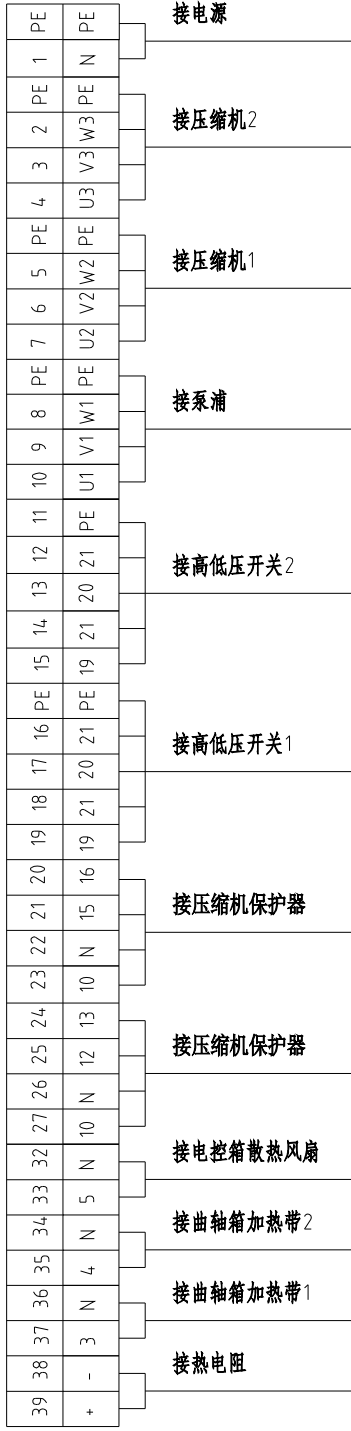 PE PE
1 N
接电源
PE PE
2 W3
3 V3
4 U3
接压缩机2
PE PE
5 W2
6 V2
7 U2
接压缩机1
PE PE
8 W1
9 V1
10 U1
接泵浦
11 PE
12 21
13 20
14 21
15 19
接高低压开关2
PE PE
16 21
17 20
18 21
19 19
接高低压开关1
20 16
21 15
22 N
23 10
接压缩机保护器
24 13
25 12
26 N
27 10
接压缩机保护器
32 N
33 5
接电控箱散热风扇
34 N
35 4
接曲轴箱加热带2
36 N
37 3
接曲轴箱加热带1
38 -
39 +
接热电阻